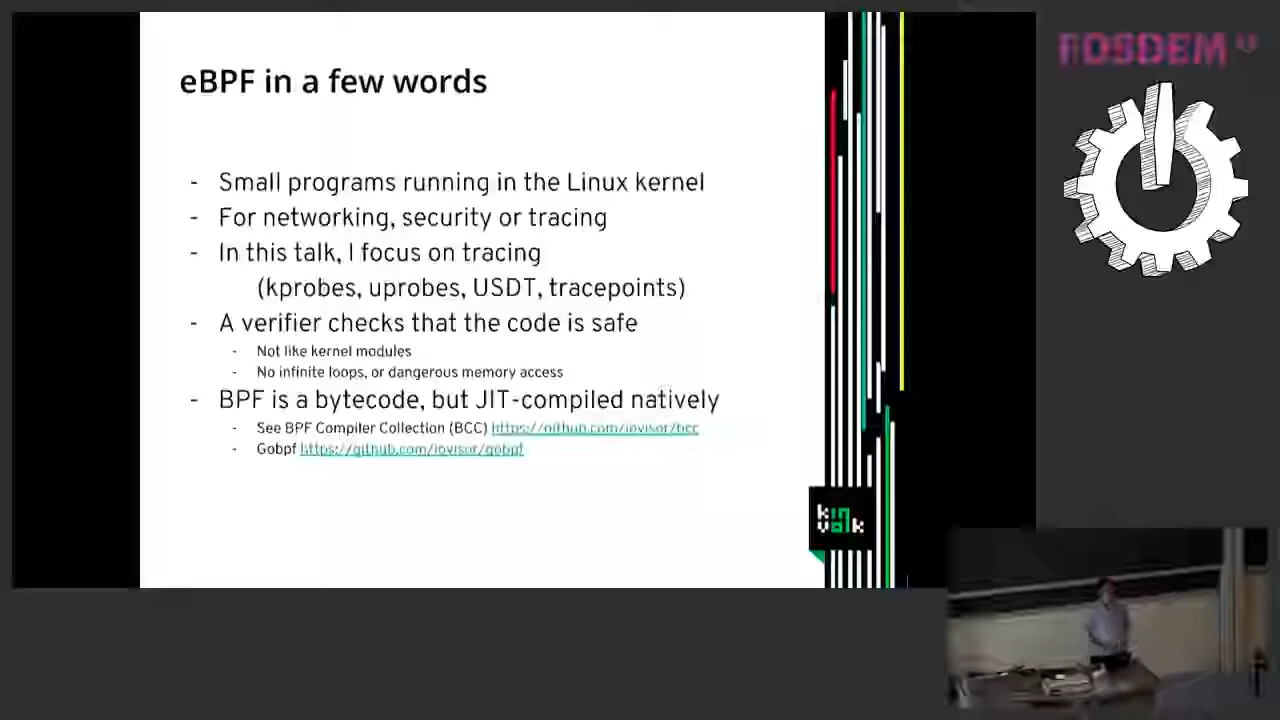 eBPF in a few words
- Small programs running in the Linux kernel
- For networking, security or tracing
- In this talk, I focus on tracing
(kprobes, uprobes, USDT, tracepoints)
- A verifier checks that the code is safe
- Not like kernel modules
- No infinite loops, or dangerous memory access
- BPF is a bytecode, but JIT-compiled natively
- See BPF Compiler Collection (BCC) https://github.com/iovisor/bcc
- Gobpf https://github.com/iovisor/gobpf
kin
volk
FOSDEM